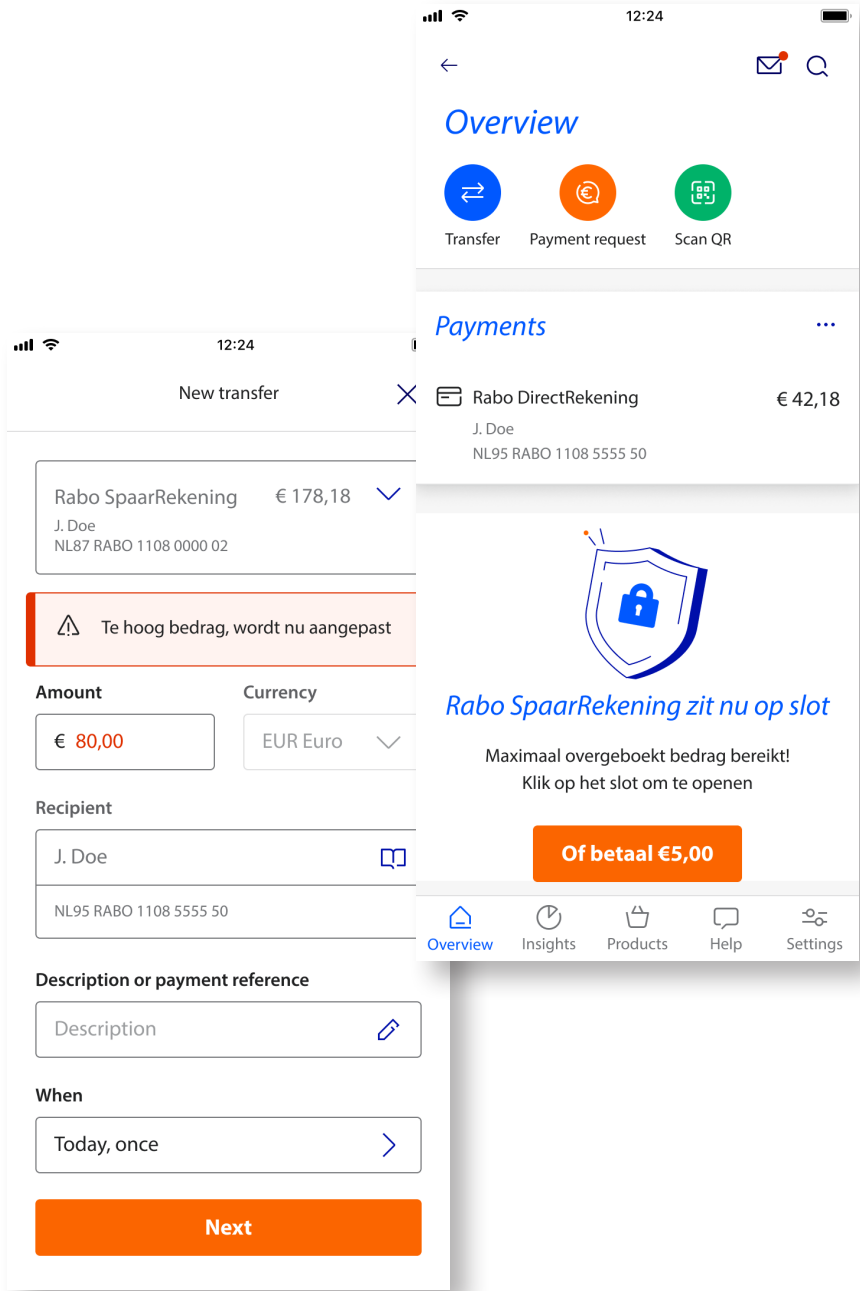 12:24
New transfer
Rabo SpaarRekening € 178,18
J. Doe
NL87 RABO 1108 0000 02
Te hoog bedrag, wordt nu aangepast
Amount Currency
€ 80,00 EUR Euro
Recipient
J. Doe
NL95 RABO 1108 5555 50
Description or payment reference
Description
When
Today, once
Next
12:24
Overview
Transfer Payment request Scan QR
Payments
Rabo DirectRekening € 42,18
J. Doe
NL95 RABO 1108 5555 50
Rabo SpaarRekening zit nu op slot
Maximaal overgeboekt bedrag bereikt!
Klik op het slot om te openen
Of betaal €5,00
Overview Insights Products Help Settings